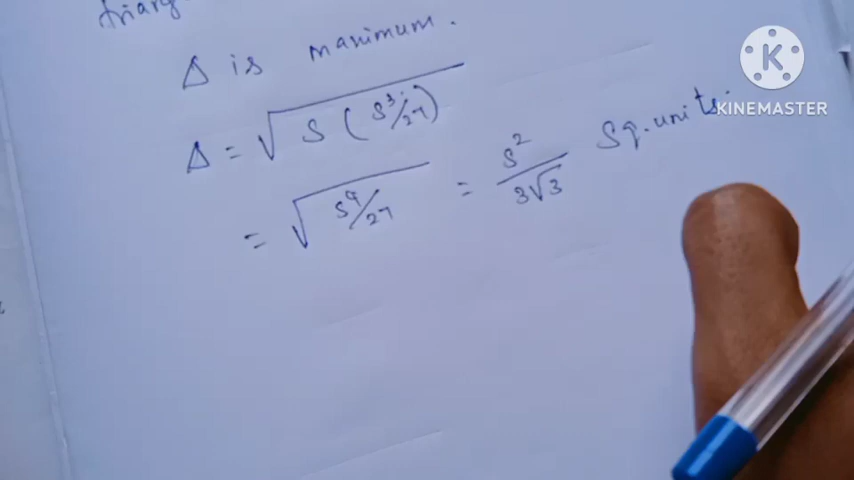 Δ is maximum.
Δ = √S (S³/27)
= √S⁴/27 = S²/3√3 Sq. units.
KINEMASTER